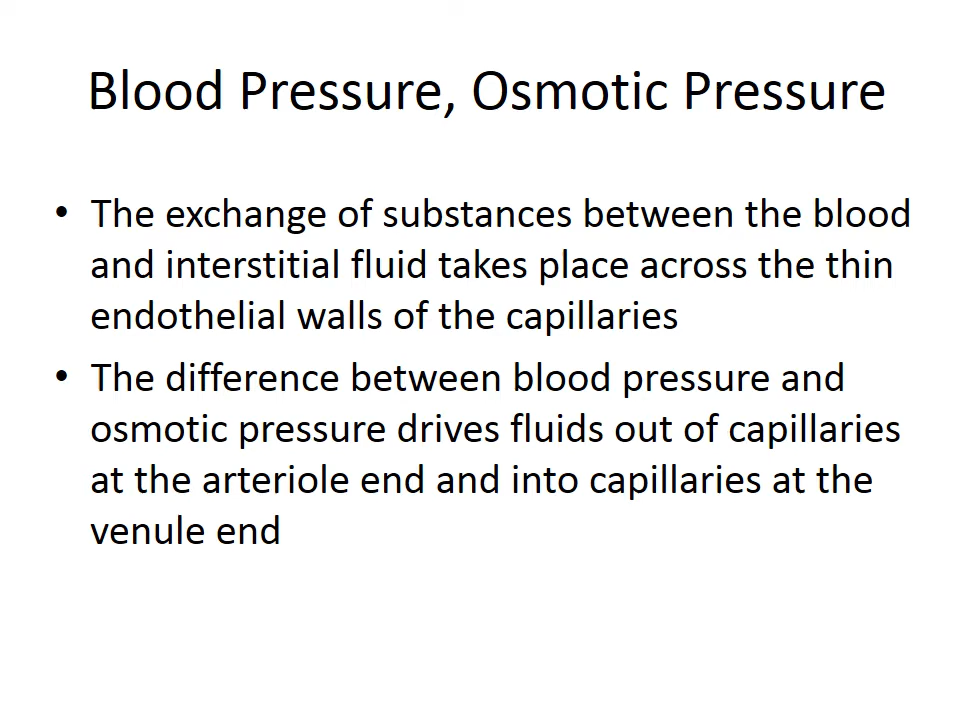 Blood Pressure, Osmotic Pressure
• The exchange of substances between the blood
and interstitial fluid takes place across the thin
endothelial walls of the capillaries
• The difference between blood pressure and
osmotic pressure drives fluids out of capillaries
at the arteriole end and into capillaries at the
venule end